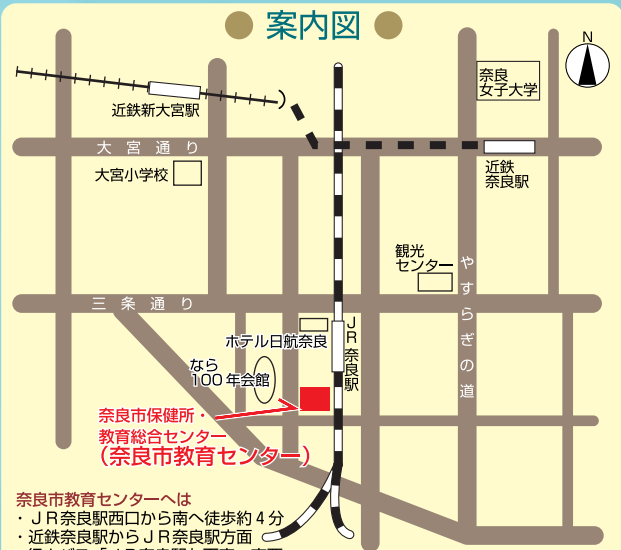 案内図
N
奈良
女子大学
近鉄新大宮駅
大宮通り
近鉄
奈良駅
大宮小学校
観光
センター
やすらぎの道
三条通り
JR奈良駅
ホテル日航奈良
なら
100年会館
奈良市保健所・
教育総合センター
(奈良市教育センター)
奈良市教育センターへは
・JR奈良駅西口から南へ徒歩約4分
・近鉄奈良駅からJR奈良駅方面